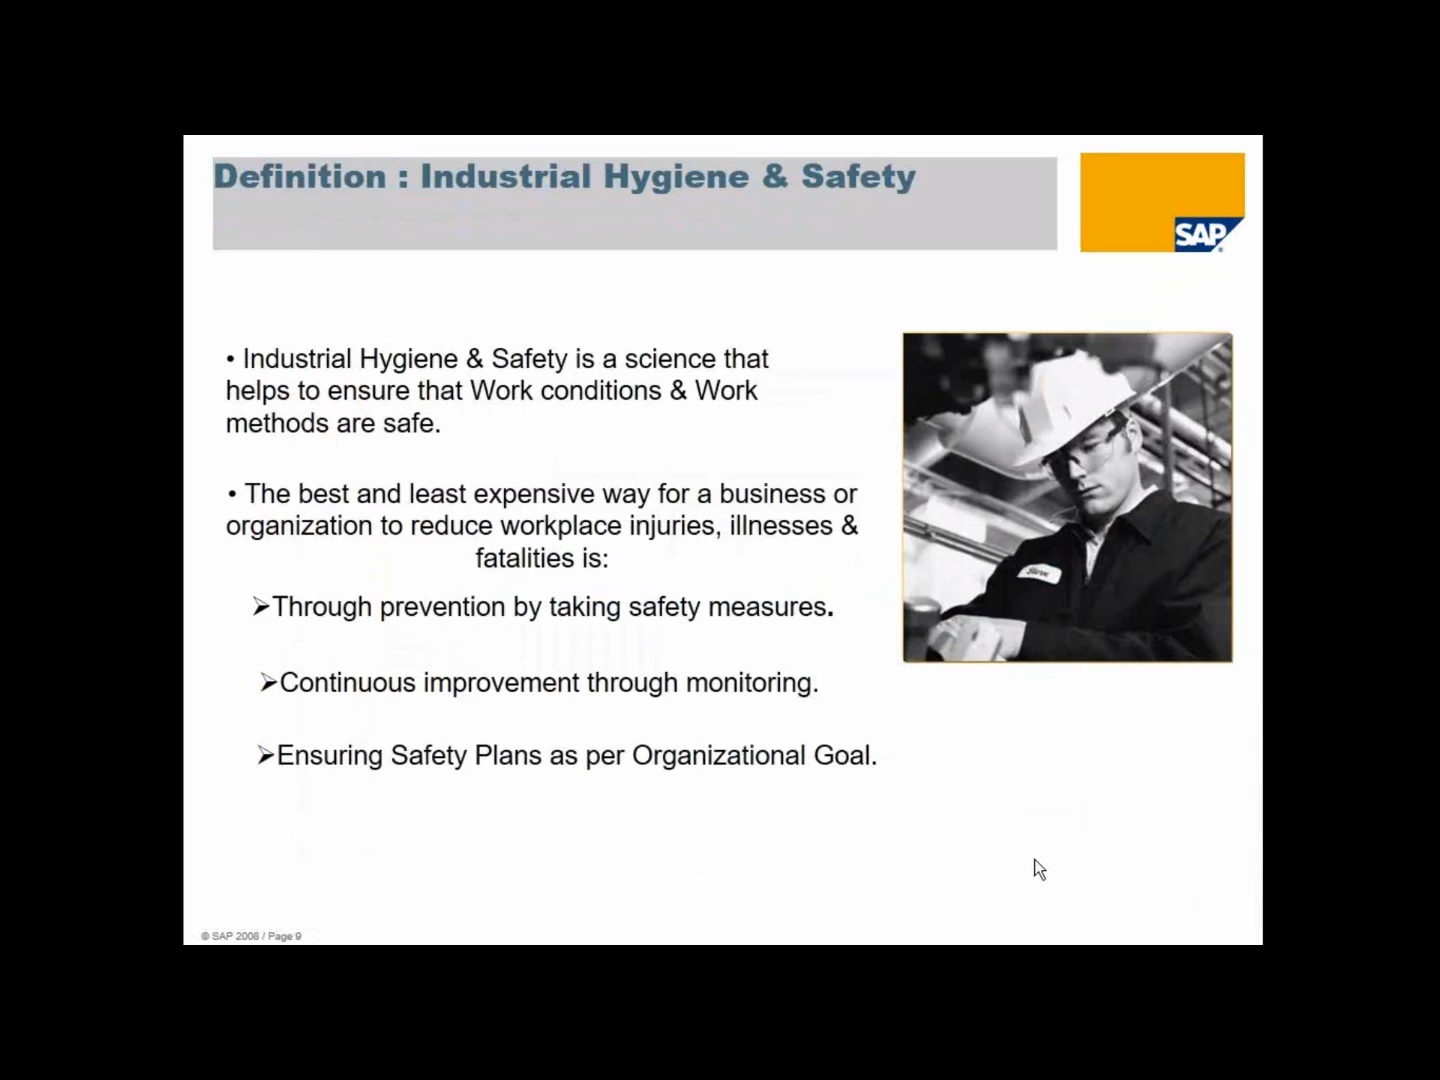 Definition : Industrial Hygiene & Safety
SAP
• Industrial Hygiene & Safety is a science that
helps to ensure that Work conditions & Work
methods are safe.
• The best and least expensive way for a business or
organization to reduce workplace injuries, illnesses &
fatalities is:
➢Through prevention by taking safety measures.
➢Continuous improvement through monitoring.
➢Ensuring Safety Plans as per Organizational Goal.
Steve
© SAP 2008 / Page 9